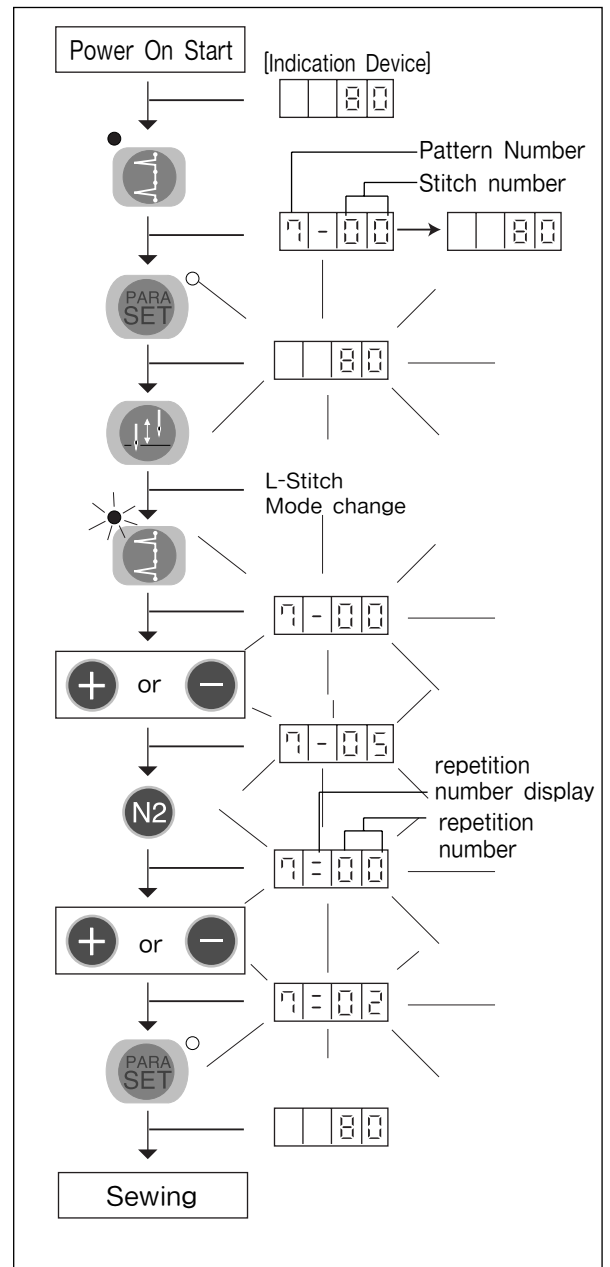 Power On Start
[Indication Device]
80
Pattern Number
Stitch number
7-00
80
PARA
SET
80
L-Stitch
Mode change
7-00
+ or -
7-05
repetition
number display
N2
repetition
number
7=00
+ or -
7=02
PARA
SET
80
Sewing